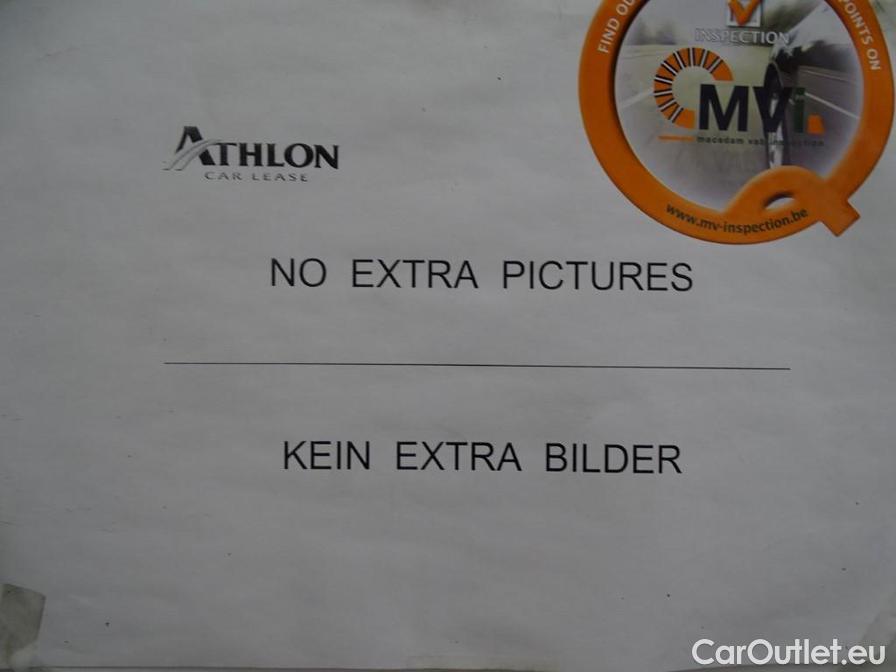 FIND OU
POINTS ON
INSPECTION
MVi
macadam
www.mv-inspection.be
ATHLON
CAR LEASE
NO EXTRA PICTURES
KEIN EXTRA BILDER
CarOutlet.eu